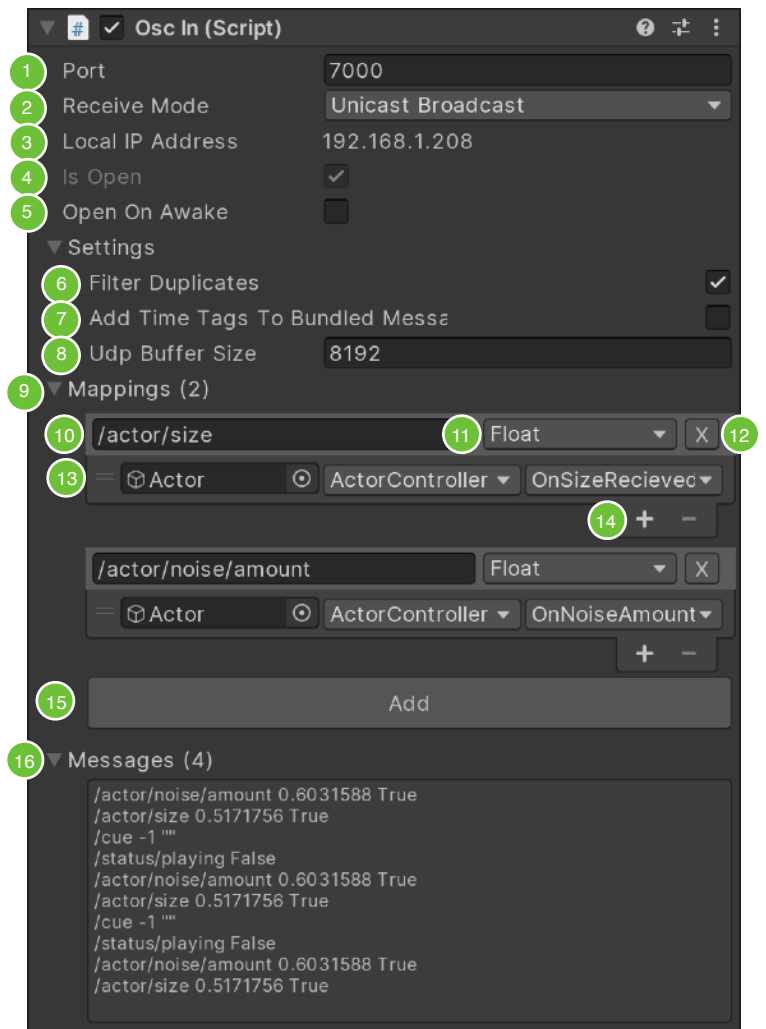 # Osc In (Script)
1 Port 7000
2 Receive Mode Unicast Broadcast
3 Local IP Address 192.168.1.208
4 Is Open
5 Open On Awake
Settings
6 Filter Duplicates
7 Add Time Tags To Bundled Messa
8 Udp Buffer Size 8192
9 Mappings (2)
10 /actor/size 11 Float X 12
13 Actor ActorController OnSizeRecieved
14 + -
/actor/noise/amount Float X
Actor ActorController OnNoiseAmount
+ -
15 Add
16 Messages (4)
/actor/noise/amount 0.6031588 True
/actor/size 0.5171756 True
/cue -1 ""
/status/playing False
/actor/noise/amount 0.6031588 True
/actor/size 0.5171756 True
/cue -1 ""
/status/playing False
/actor/noise/amount 0.6031588 True
/actor/size 0.5171756 True